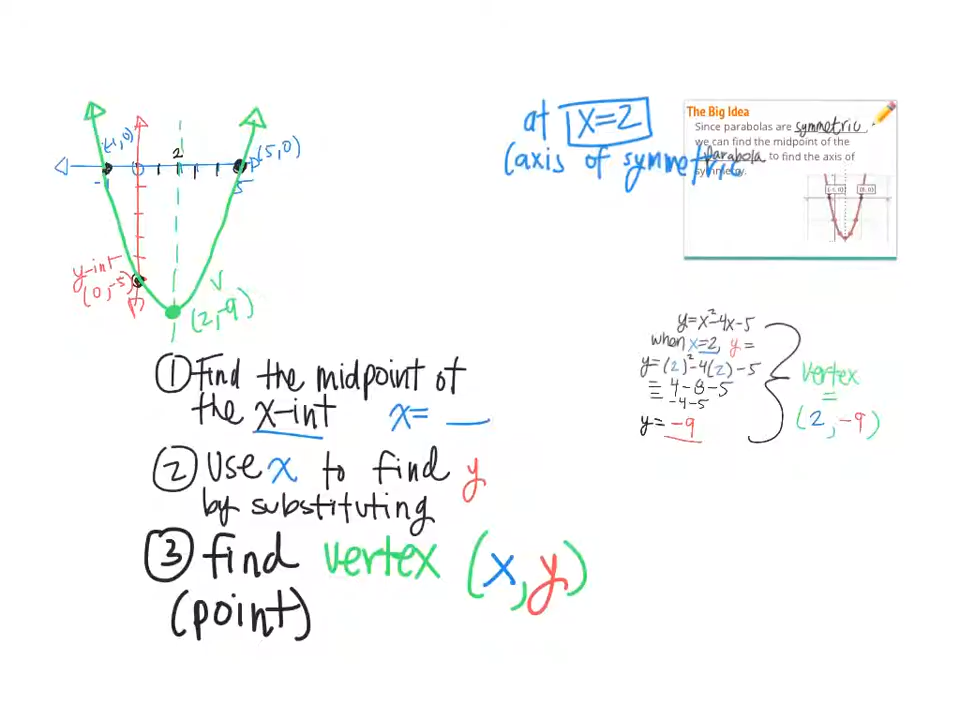 (-1,0)
2
(5,0)
-1
5
y-int
(0,-5)
(2,-9)
at x=2
(axis of symmetric
The Big Idea
Since parabolas are symmetric,
we can find the midpoint of the
parabola to find the axis of
symmetry.
(-1, 0)
(5, 0)
y=x²-4x-5
when x=2, y=
y=(2)²-4(2)-5
= 4-8-5
-4-5
y= -9
vertex
=
(2,-9)
① Find the midpoint of
the x-int x= __
② Use x to find y
by substituting
③ find vertex (x,y)
(point)